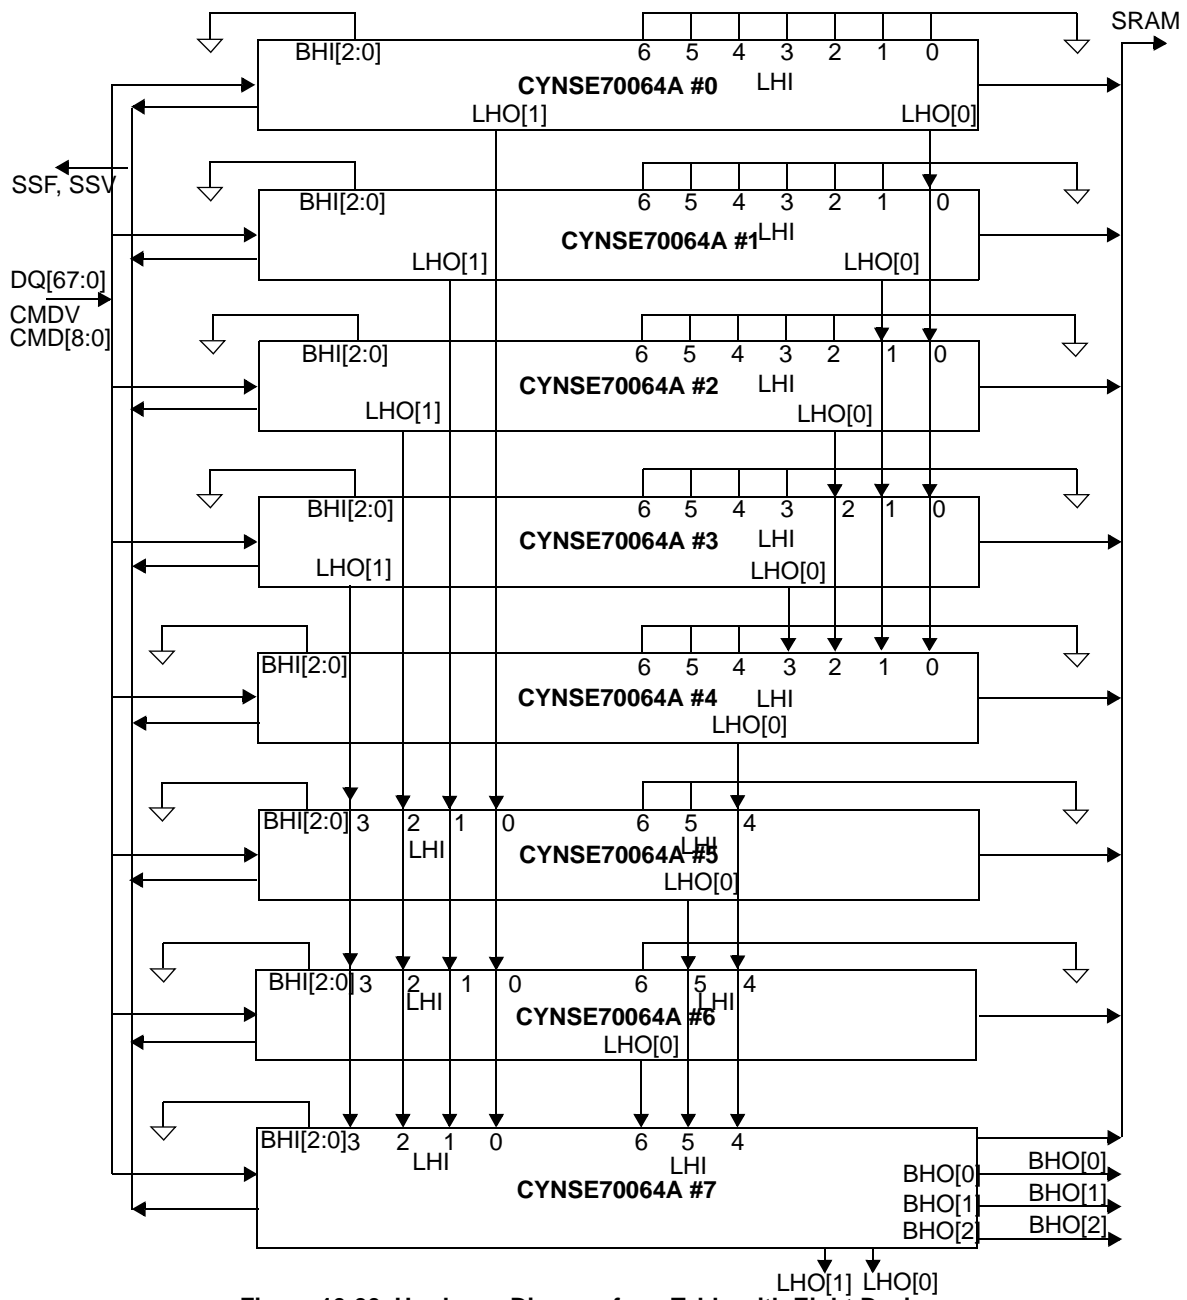 SRAM
BHI[2:0] 6 5 4 3 2 1 0
CYNSE70064A #0 LHI
LHO[1] LHO[0]
SSF, SSV
BHI[2:0] 6 5 4 3 2 1 0
CYNSE70064A #1 LHI
LHO[1] LHO[0]
DQ[67:0]
CMDV
CMD[8:0]
BHI[2:0] 6 5 4 3 2 1 0
CYNSE70064A #2 LHI
LHO[1] LHO[0]
BHI[2:0] 6 5 4 3 2 1 0
CYNSE70064A #3 LHI
LHO[1] LHO[0]
BHI[2:0] 6 5 4 3 2 1 0
CYNSE70064A #4 LHI
LHO[0]
BHI[2:0] 3 2 1 0 6 5 4
LHI CYNSE70064A #5 LHI
LHO[0]
BHI[2:0] 3 2 1 0 6 5 4
LHI CYNSE70064A #6 LHI
LHO[0]
BHI[2:0] 3 2 1 0 6 5 4
LHI LHI
CYNSE70064A #7
BHO[0] BHO[0]
BHO[1] BHO[1]
BHO[2] BHO[2]
LHO[1] LHO[0]